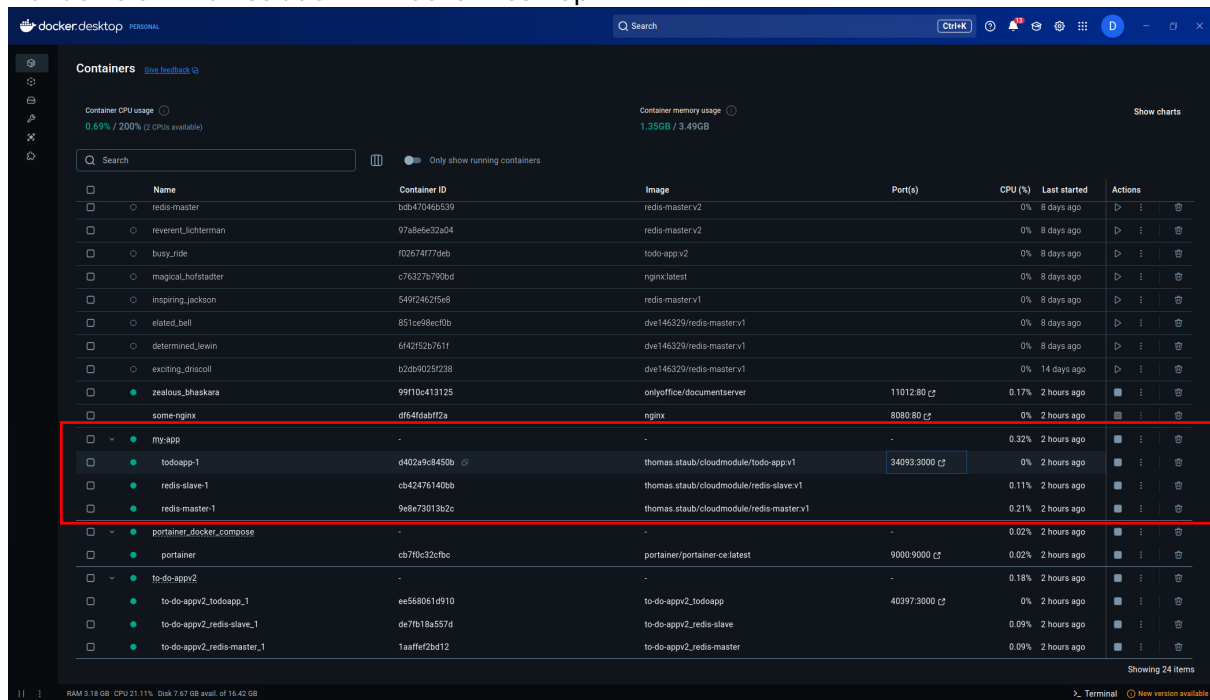 docker.desktop PERSONAL Search Ctrl+K 13 D
Containers Give feedback
Container CPU usage Container memory usage Show charts
0.69% / 200% (2 CPUs available) 1.35GB / 3.49GB
Search Only show running containers
Name Container ID Image Port(s) CPU (%) Last started Actions
redis-master bdb47046b539 redis-master:v2 0% 8 days ago
reverent_lichterman 97a8e6e32a04 redis-master:v2 0% 8 days ago
busy_ride f02674f77deb todo-app:v2 0% 8 days ago
magical_hofstadter c76327b790bd nginx:latest 0% 8 days ago
inspiring_jackson 549f2462f5e8 redis-master:v1 0% 8 days ago
elated_bell 851ce98ecf0b dve146329/redis-master:v1 0% 8 days ago
determined_lewin 6f42f52b761f dve146329/redis-master:v1 0% 8 days ago
exciting_driscoll b2db9025f238 dve146329/redis-master:v1 0% 14 days ago
zealous_bhaskara 99f10c413125 onlyoffice/documentserver 11012:80 0.17% 2 hours ago
some-nginx df64fdabff2a nginx 8080:80 0% 2 hours ago
my-app - - - 0.32% 2 hours ago
todoapp-1 d402a9c8450b thomas.staub/cloudmodule/todo-app:v1 34093:3000 0% 2 hours ago
redis-slave-1 cb42476140bb thomas.staub/cloudmodule/redis-slave:v1 0.11% 2 hours ago
redis-master-1 9e8e73013b2c thomas.staub/cloudmodule/redis-master:v1 0.21% 2 hours ago
portainer_docker_compose - - - 0.02% 2 hours ago
portainer cb7f0c32cfbc portainer/portainer-ce:latest 9000:9000 0.02% 2 hours ago
to-do-appv2 - - - 0.18% 2 hours ago
to-do-appv2_todoapp_1 ee568061d910 to-do-appv2_todoapp 40397:3000 0% 2 hours ago
to-do-appv2_redis-slave_1 de7fb18a557d to-do-appv2_redis-slave 0.09% 2 hours ago
to-do-appv2_redis-master_1 1aaffef2bd12 to-do-appv2_redis-master 0.09% 2 hours ago
Showing 24 items
RAM 3.18 GB CPU 21.11% Disk 7.67 GB avail. of 16.42 GB >_ Terminal New version available